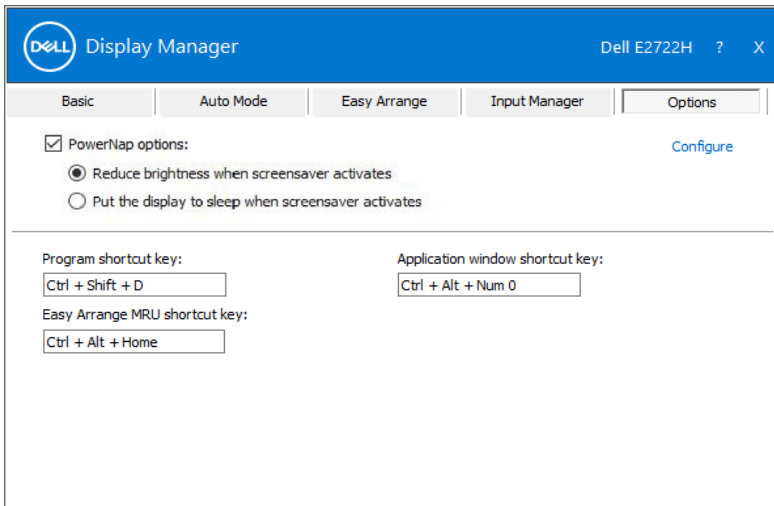 DELL Display Manager Dell E2722H ? X
Basic Auto Mode Easy Arrange Input Manager Options
PowerNap options: Configure
Reduce brightness when screensaver activates
Put the display to sleep when screensaver activates
Program shortcut key: Application window shortcut key:
Ctrl + Shift + D Ctrl + Alt + Num 0
Easy Arrange MRU shortcut key:
Ctrl + Alt + Home